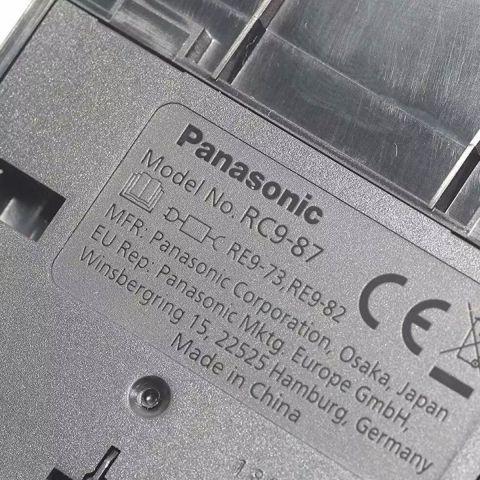 Panasonic
Model No. RC9-87
RE9-73, RE9-82
MFR: Panasonic Corporation, Osaka, Japan
EU Rep: Panasonic Mktg. Europe GmbH,
Winsbergring 15, 22525 Hamburg, Germany
Made in China
CE